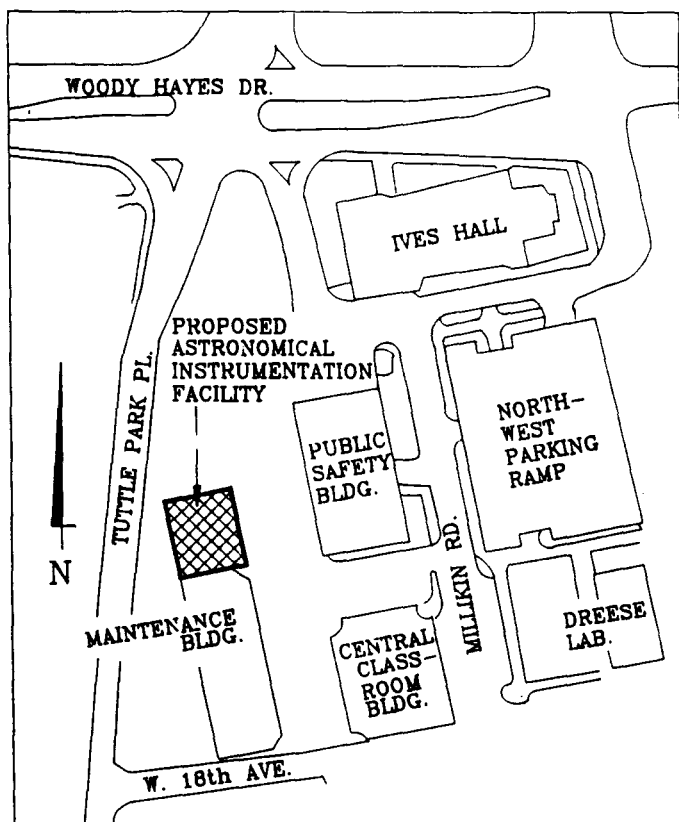 WOODY HAYES DR.
IVES HALL
PROPOSED
ASTRONOMICAL
INSTRUMENTATION
FACILITY
TUTTLE PARK PL.
NORTH-
WEST
PARKING
RAMP
PUBLIC
SAFETY
BLDG.
N
MILLIKIN RD.
MAINTENANCE
BLDG.
CENTRAL
CLASS-
ROOM
BLDG.
DREESE
LAB.
W. 18th AVE.